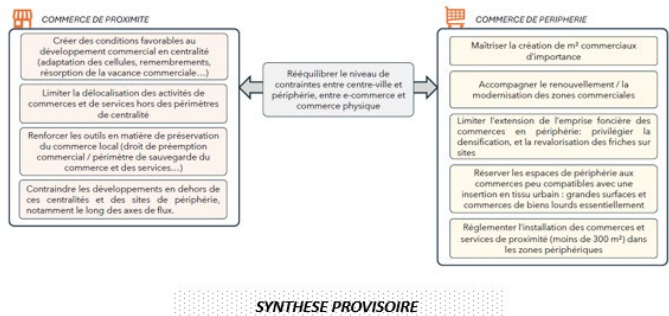 COMMERCE DE PROXIMITE
Créer des conditions favorables au
développement commercial en centralité
(adaptation des cellules, remembrements,
résorption de la vacance commerciale…)
Limiter la délocalisation des activités de
commerces et de services hors des périmètres
de centralité
Renforcer les outils en matière de préservation
du commerce local (droit de préemption
commercial / périmètre de sauvegarde du
commerce et des services…)
Contraindre les développements en dehors de
ces centralités et des sites de périphérie,
notamment le long des axes de flux.
Rééquilibrer le niveau de
contraintes entre centre-ville et
périphérie, entre e-commerce et
commerce physique
COMMERCE DE PERIPHERIE
Maîtriser la création de m² commerciaux
d'importance
Accompagner le renouvellement / la
modernisation des zones commerciales
Limiter l'extension de l'emprise foncière des
commerces en périphérie: privilégier la
densification, et la revalorisation des friches sur
sites
Réserver les espaces de périphérie aux
commerces peu compatibles avec une
insertion en tissu urbain : grandes surfaces et
commerces de biens lourds essentiellement
Réglementer l'installation des commerces et
services de proximité (moins de 300 m²) dans
les zones périphériques
SYNTHESE PROVISOIRE